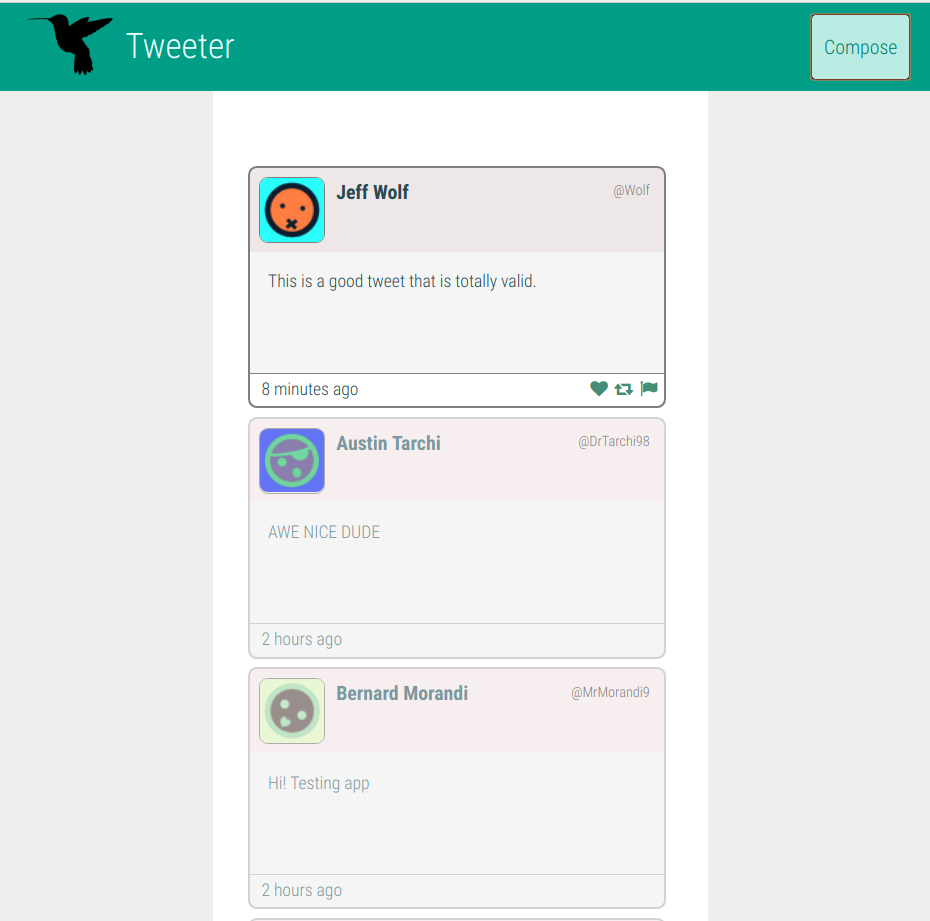 Tweeter
Compose
Jeff Wolf
@Wolf
This is a good tweet that is totally valid.
8 minutes ago
Austin Tarchi
@DrTarchi98
AWE NICE DUDE
2 hours ago
Bernard Morandi
@MrMorandi9
Hi! Testing app
2 hours ago